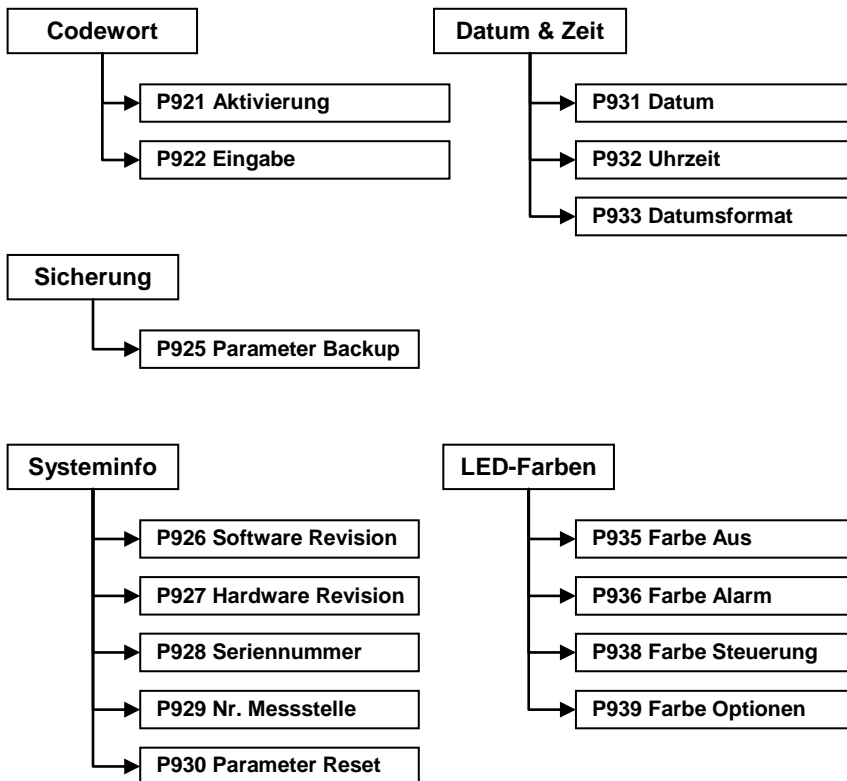 Codewort
P921 Aktivierung
P922 Eingabe
Datum & Zeit
P931 Datum
P932 Uhrzeit
P933 Datumsformat
Sicherung
P925 Parameter Backup
Systeminfo
P926 Software Revision
P927 Hardware Revision
P928 Seriennummer
P929 Nr. Messstelle
P930 Parameter Reset
LED-Farben
P935 Farbe Aus
P936 Farbe Alarm
P938 Farbe Steuerung
P939 Farbe Optionen